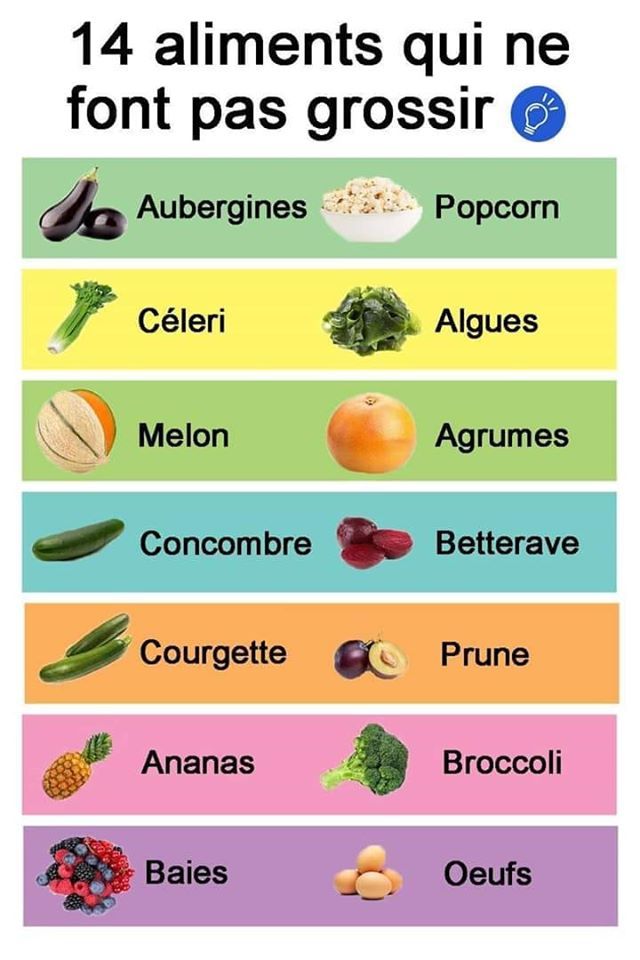 14 aliments qui ne
font pas grossir
Aubergines
Popcorn
Céleri
Algues
Melon
Agrumes
Concombre
Betterave
Courgette
Prune
Ananas
Broccoli
Baies
Oeufs